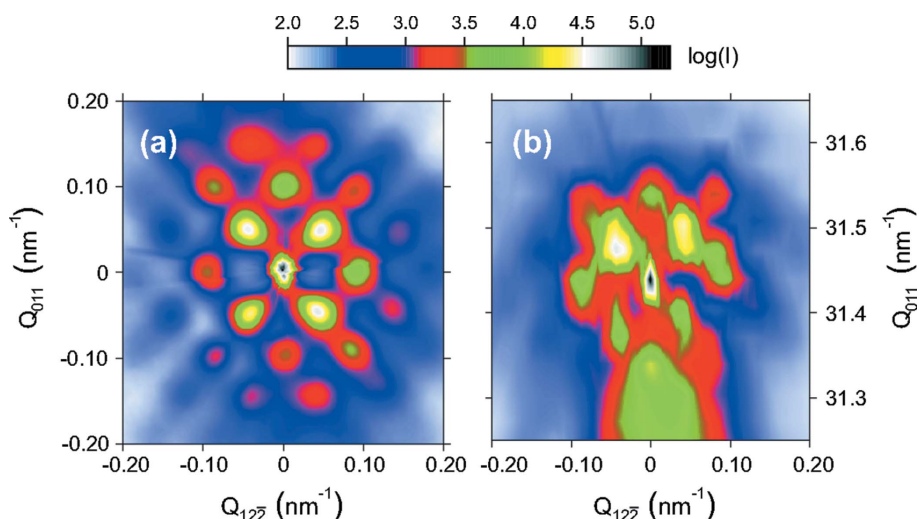 2.0 2.5 3.0 3.5 4.0 4.5 5.0
log(I)
(a)
0.20
0.10
0
-0.10
-0.20
Q₀₁₁ (nm⁻¹)
-0.20 -0.10 0 0.10 0.20
Q₁₂₂̅ (nm⁻¹)
(b)
31.6
31.5
31.4
31.3
Q₀₁₁ (nm⁻¹)
-0.20 -0.10 0 0.10 0.20
Q₁₂₂̅ (nm⁻¹)